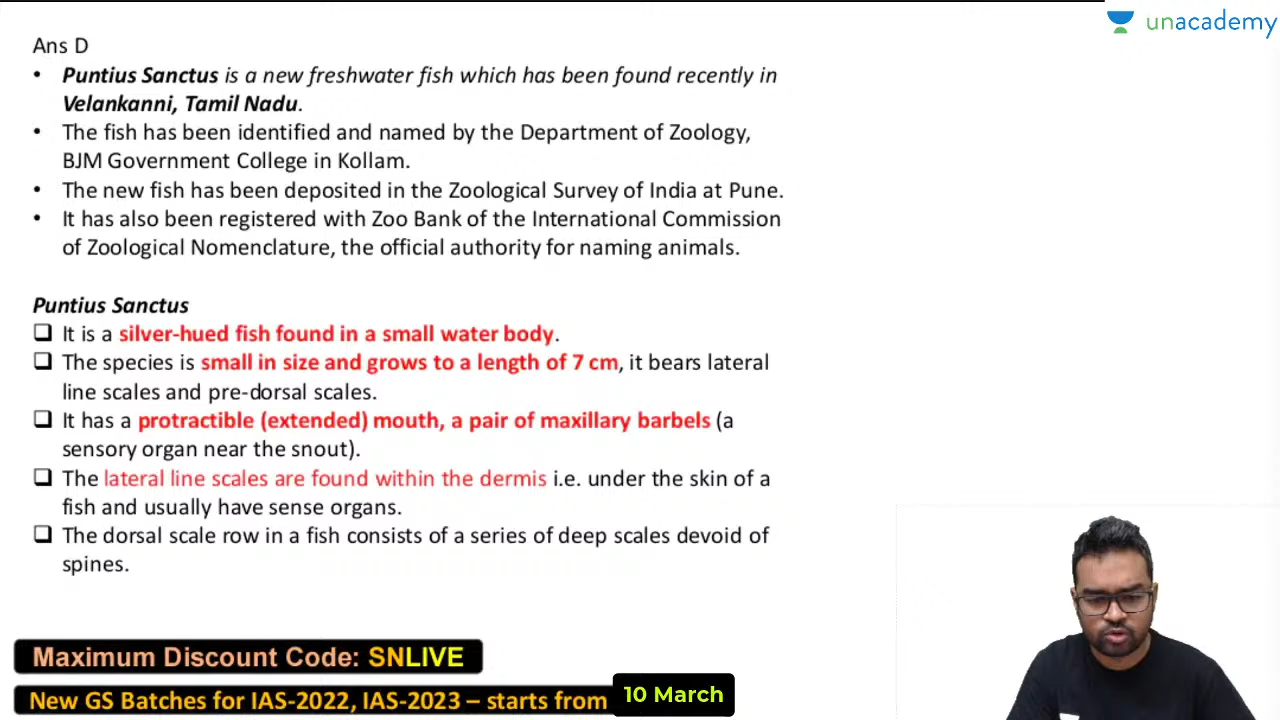 unacademy
Ans D
• Puntius Sanctus is a new freshwater fish which has been found recently in
Velankanni, Tamil Nadu.
• The fish has been identified and named by the Department of Zoology,
BJM Government College in Kollam.
• The new fish has been deposited in the Zoological Survey of India at Pune.
• It has also been registered with Zoo Bank of the International Commission
of Zoological Nomenclature, the official authority for naming animals.
Puntius Sanctus
❑ It is a silver-hued fish found in a small water body.
❑ The species is small in size and grows to a length of 7 cm, it bears lateral
line scales and pre-dorsal scales.
❑ It has a protractible (extended) mouth, a pair of maxillary barbels (a
sensory organ near the snout).
❑ The lateral line scales are found within the dermis i.e. under the skin of a
fish and usually have sense organs.
❑ The dorsal scale row in a fish consists of a series of deep scales devoid of
spines.
Maximum Discount Code: SNLIVE
New GS Batches for IAS-2022, IAS-2023 – starts from 10 March